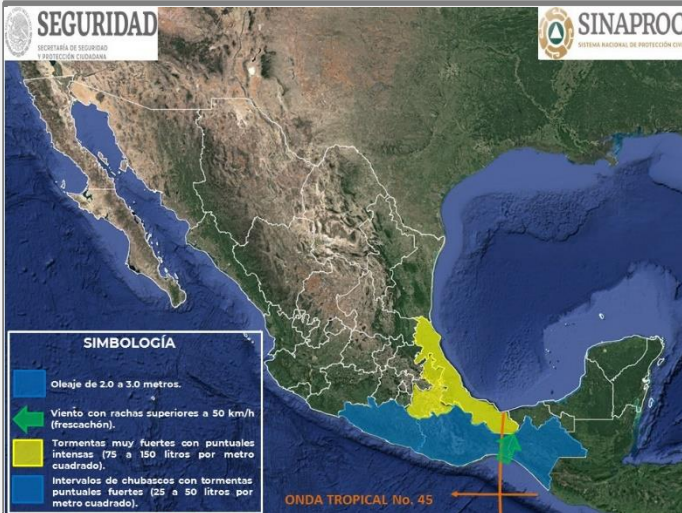 SEGURIDAD
SECRETARÍA DE SEGURIDAD
Y PROTECCIÓN CIUDADANA
SINAPROC
SISTEMA NACIONAL DE PROTECCIÓN CIVI
SIMBOLOGÍA
Oleaje de 2.0 a 3.0 metros.
Viento con rachas superiores a 50 km/h
(frescachón).
Tormentas muy fuertes con puntuales
intensas (75 a 150 litros por metro
cuadrado).
Intervalos de chubascos con tormentas
puntuales fuertes (25 a 50 litros por
metro cuadrado).
ONDA TROPICAL No. 45